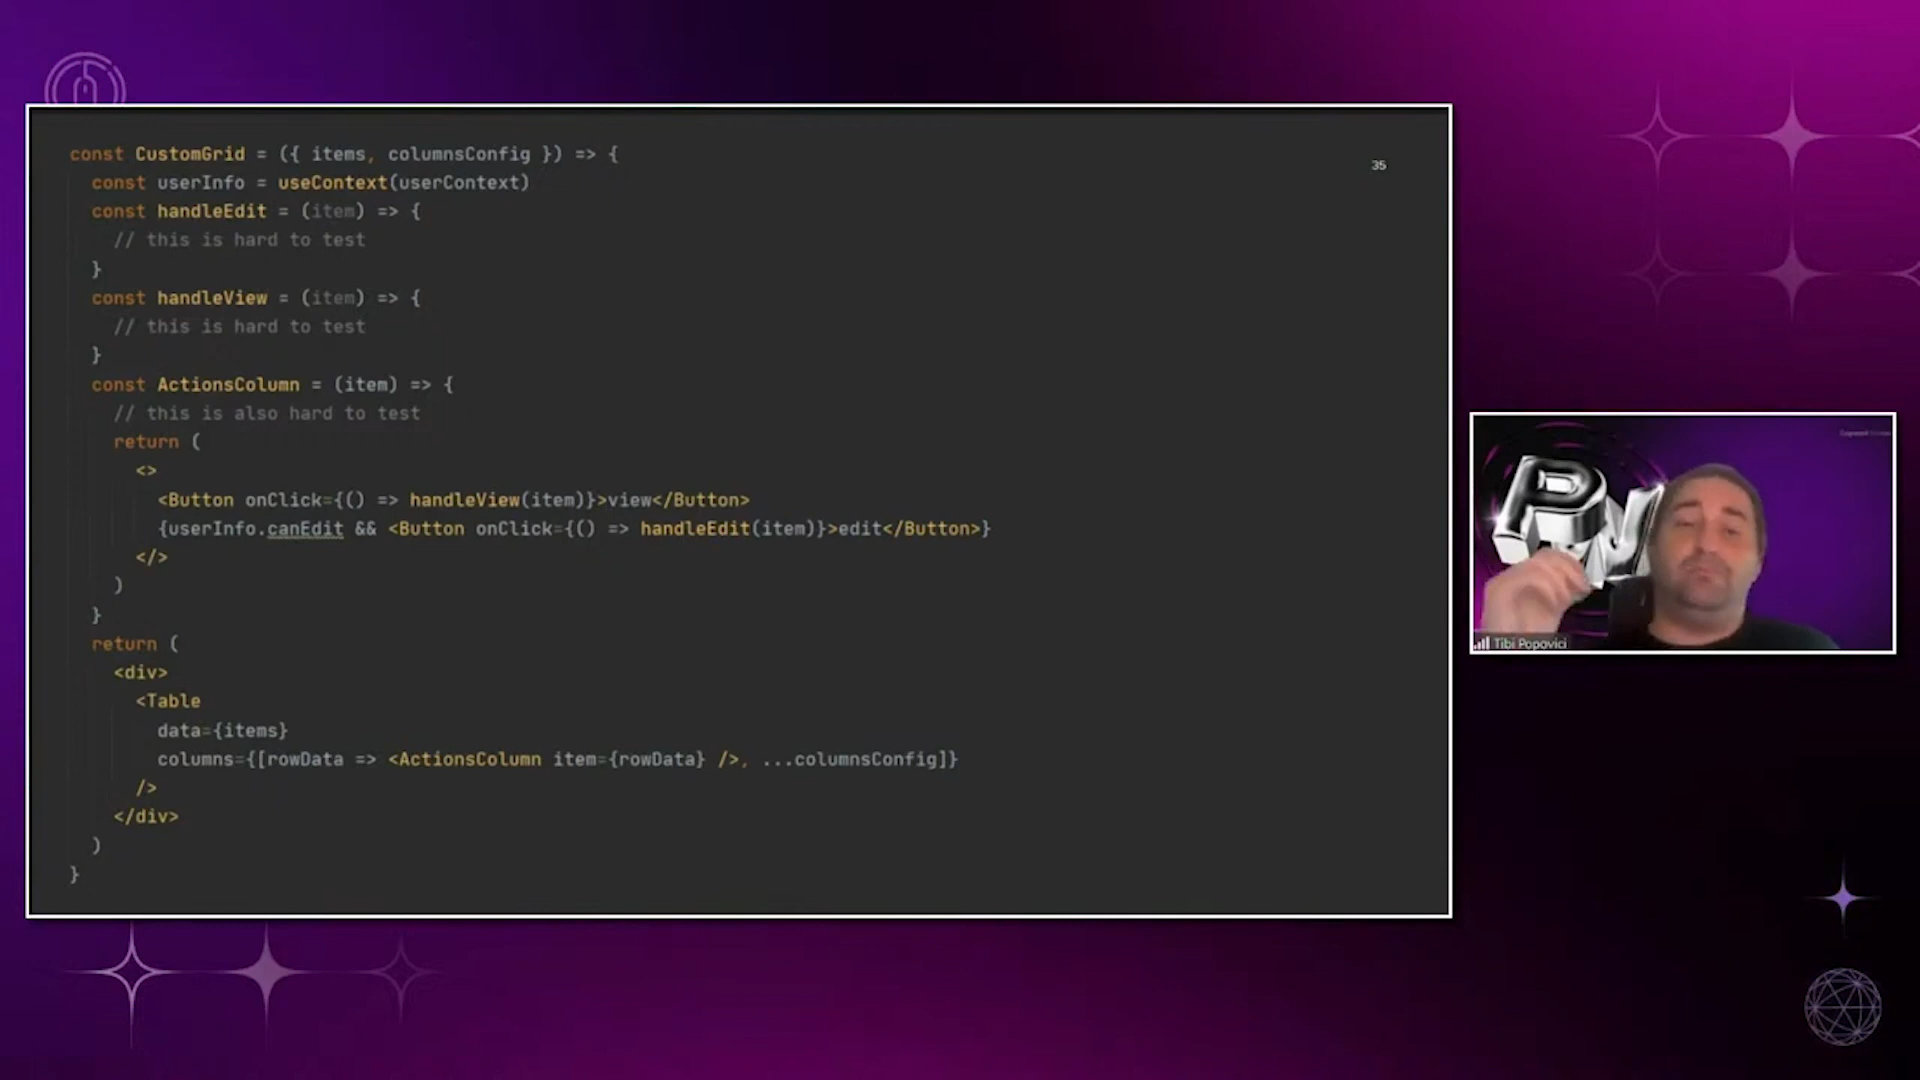 const CustomGrid = ({ items, columnsConfig }) => {
const userInfo = useContext(userContext)
const handleEdit = (item) => {
// this is hard to test
}
const handleView = (item) => {
// this is hard to test
}
const ActionsColumn = (item) => {
// this is also hard to test
return (
<>
<Button onClick={() => handleView(item)}>view</Button>
{userInfo.canEdit && <Button onClick={() => handleEdit(item)}>edit</Button>}
</>
)
}
return (
<div>
<Table
data={items}
columns={[rowData => <ActionsColumn item={rowData} />, ...columnsConfig]}
/>
</div>
)
}
35
Tibi Popovici